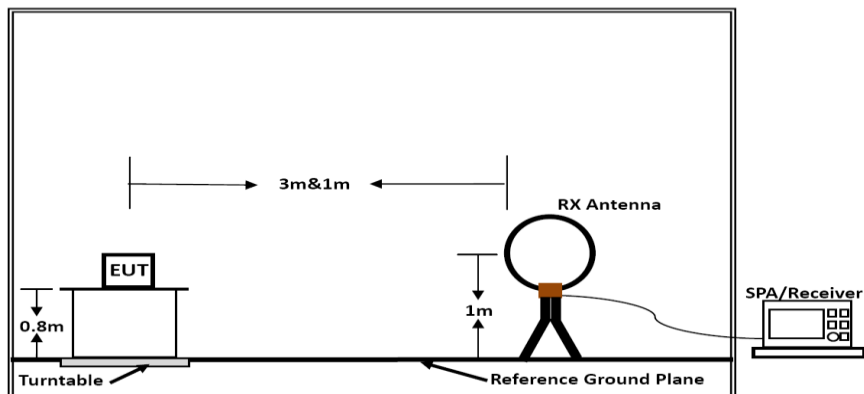 3m&1m
RX Antenna
EUT
SPA/Receiver
0.8m
1m
Turntable
Reference Ground Plane